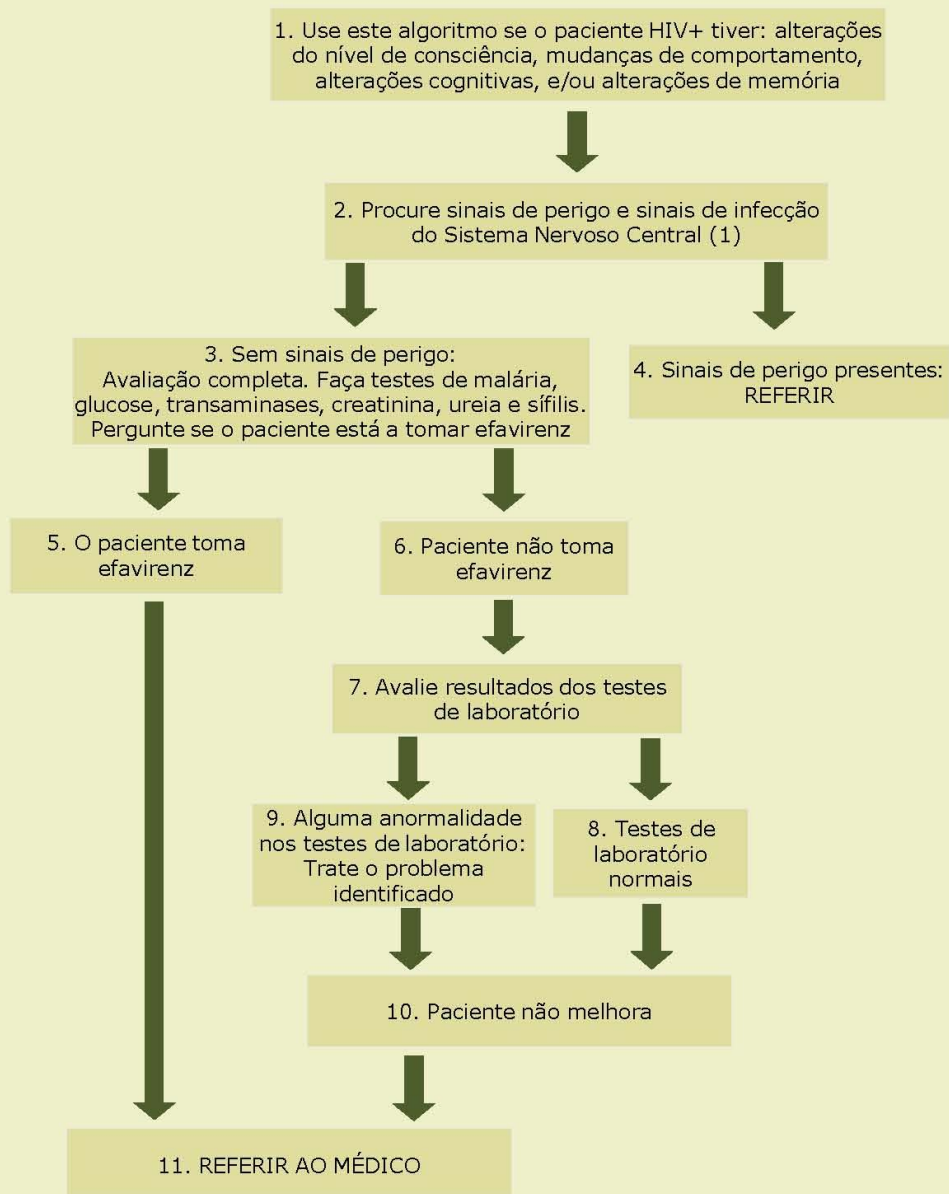 1. Use este algoritmo se o paciente HIV+ tiver: alterações
do nível de consciência, mudanças de comportamento,
alterações cognitivas, e/ou alterações de memória
2. Procure sinais de perigo e sinais de infecção
do Sistema Nervoso Central (1)
3. Sem sinais de perigo:
Avaliação completa. Faça testes de malária,
glucose, transaminases, creatinina, ureia e sífilis.
Pergunte se o paciente está a tomar efavirenz
4. Sinais de perigo presentes:
REFERIR
5. O paciente toma
efavirenz
6. Paciente não toma
efavirenz
7. Avalie resultados dos testes
de laboratório
9. Alguma anormalidade
nos testes de laboratório:
Trate o problema
identificado
8. Testes de
laboratório
normais
10. Paciente não melhora
11. REFERIR AO MÉDICO